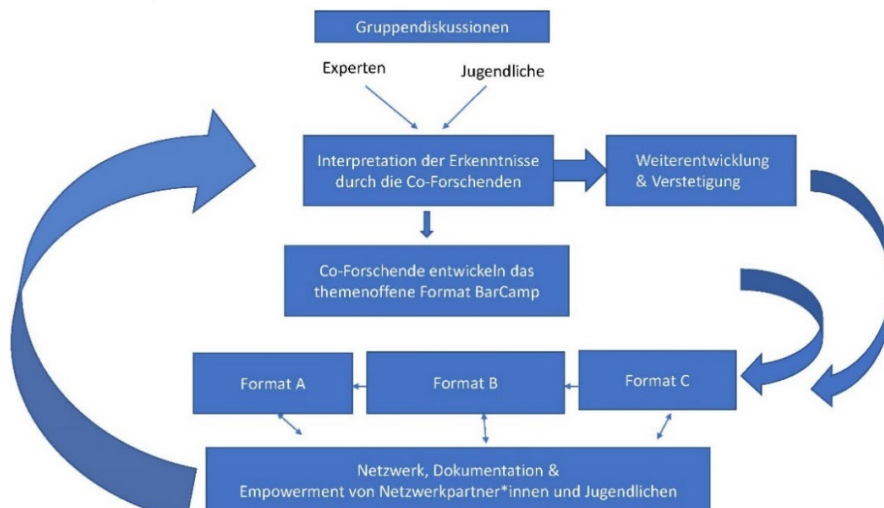 Gruppendiskussionen
Experten
Jugendliche
Interpretation der Erkenntnisse
durch die Co-Forschenden
Weiterentwicklung
& Verstetigung
Co-Forschende entwickeln das
themenoffene Format BarCamp
Format A
Format B
Format C
Netzwerk, Dokumentation &
Empowerment von Netzwerkpartner*innen und Jugendlichen